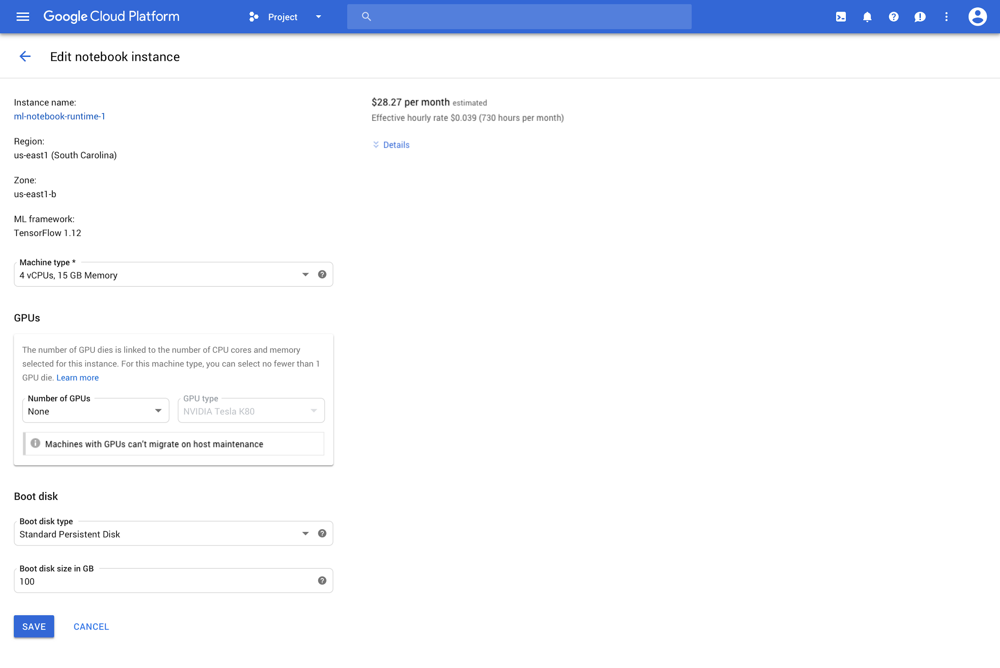 Google Cloud Platform
Project
Edit notebook instance
Instance name:
ml-notebook-runtime-1
Region:
us-east1 (South Carolina)
Zone:
us-east1-b
ML framework:
TensorFlow 1.12
Machine type *
4 vCPUs, 15 GB Memory
GPUs
The number of GPU dies is linked to the number of CPU cores and memory
selected for this instance. For this machine type, you can select no fewer than 1
GPU die. Learn more
Number of GPUs
None
GPU type
NVIDIA Tesla K80
Machines with GPUs can't migrate on host maintenance
Boot disk
Boot disk type
Standard Persistent Disk
Boot disk size in GB
100
SAVE
CANCEL
$28.27 per month estimated
Effective hourly rate $0.039 (730 hours per month)
Details